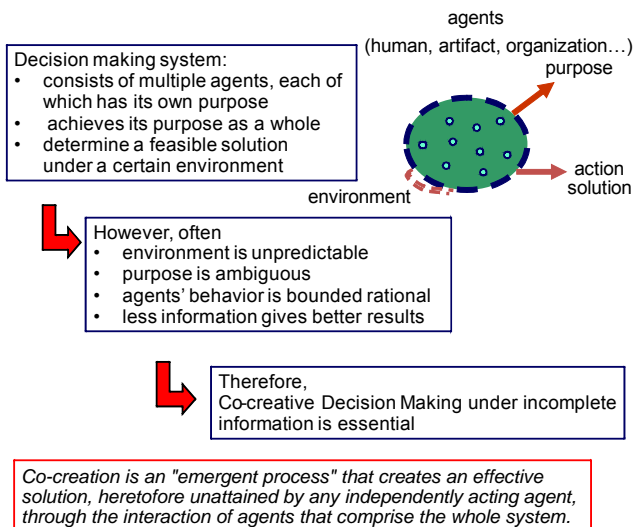 agents
(human, artifact, organization…)
purpose
Decision making system:
• consists of multiple agents, each of
which has its own purpose
• achieves its purpose as a whole
• determine a feasible solution
under a certain environment
action
solution
environment
However, often
• environment is unpredictable
• purpose is ambiguous
• agents' behavior is bounded rational
• less information gives better results
Therefore,
Co-creative Decision Making under incomplete
information is essential
Co-creation is an "emergent process" that creates an effective
solution, heretofore unattained by any independently acting agent,
through the interaction of agents that comprise the whole system.